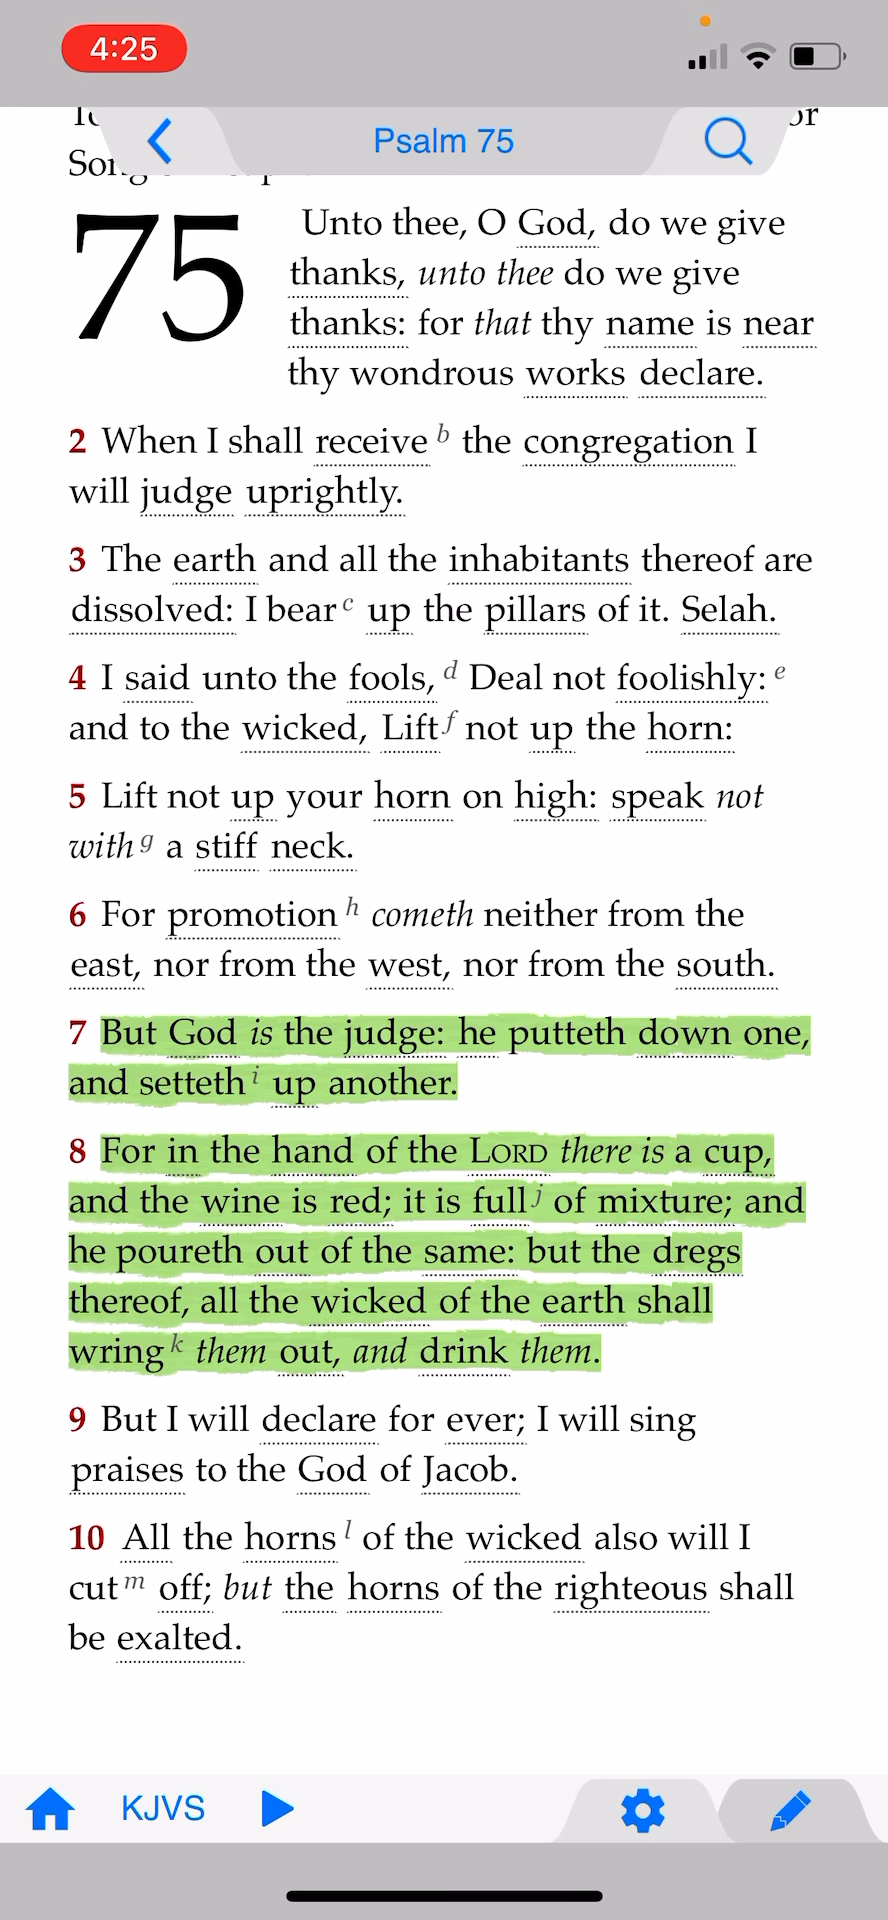 4:25
Psalm 75
75 Unto thee, O God, do we give
thanks, unto thee do we give
thanks: for that thy name is near
thy wondrous works declare.
2 When I shall receive b the congregation I
will judge uprightly.
3 The earth and all the inhabitants thereof are
dissolved: I bear c up the pillars of it. Selah.
4 I said unto the fools, d Deal not foolishly: e
and to the wicked, Lift f not up the horn:
5 Lift not up your horn on high: speak not
with g a stiff neck.
6 For promotion h cometh neither from the
east, nor from the west, nor from the south.
7 But God is the judge: he putteth down one,
and setteth i up another.
8 For in the hand of the LORD there is a cup,
and the wine is red; it is full j of mixture; and
he poureth out of the same: but the dregs
thereof, all the wicked of the earth shall
wring k them out, and drink them.
9 But I will declare for ever; I will sing
praises to the God of Jacob.
10 All the horns l of the wicked also will I
cut m off; but the horns of the righteous shall
be exalted.
KJVS